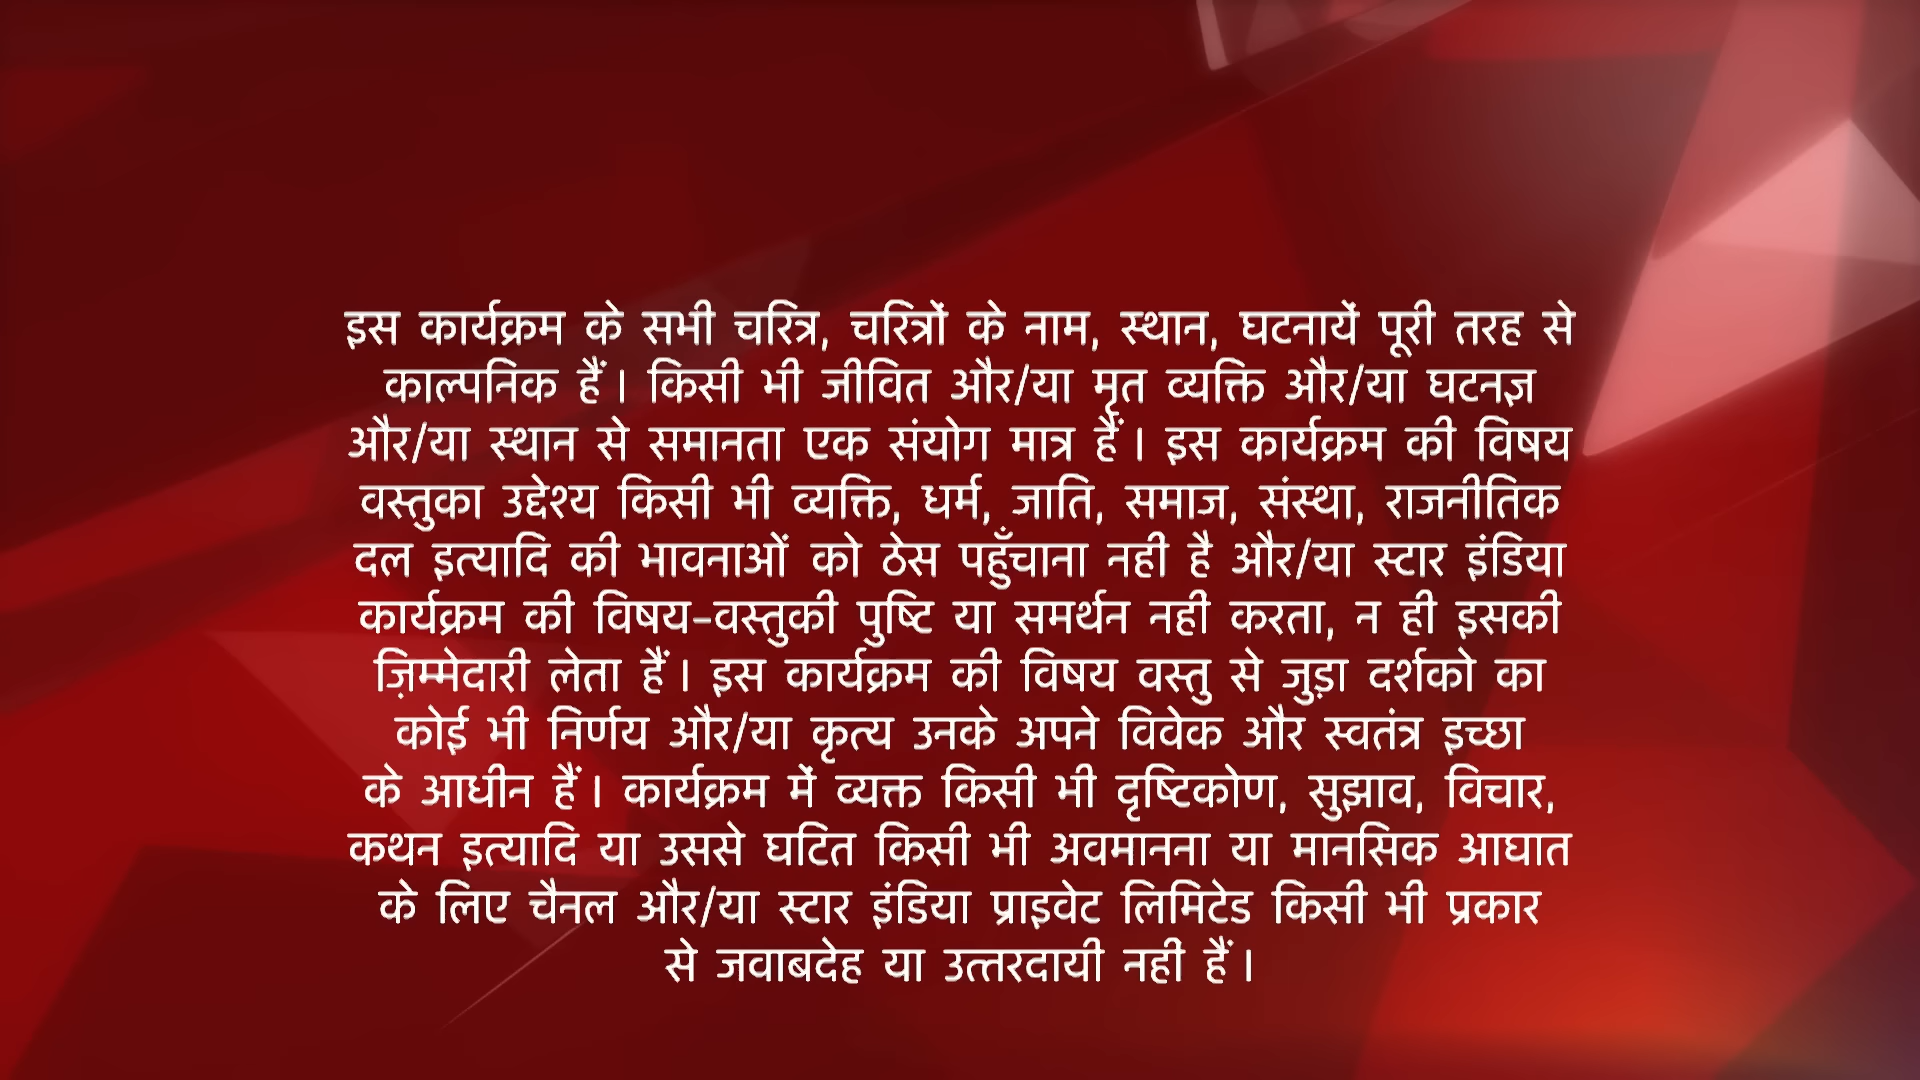 इस कार्यक्रम के सभी चरित्र, चरित्रों के नाम, स्थान, घटनायें पूरी तरह से
काल्पनिक हैं। किसी भी जीवित और/या मृत व्यक्ति और/या घटनज्ञ
और/या स्थान से समानता एक संयोग मात्र हैं। इस कार्यक्रम की विषय
वस्तुका उद्देश्य किसी भी व्यक्ति, धर्म, जाति, समाज, संस्था, राजनीतिक
दल इत्यादि की भावनाओं को ठेस पहुँचाना नही है और/या स्टार इंडिया
कार्यक्रम की विषय-वस्तुकी पुष्टि या समर्थन नही करता, न ही इसकी
ज़िम्मेदारी लेता हैं। इस कार्यक्रम की विषय वस्तु से जुड़ा दर्शको का
कोई भी निर्णय और/या कृत्य उनके अपने विवेक और स्वतंत्र इच्छा
के आधीन हैं। कार्यक्रम में व्यक्त किसी भी दृष्टिकोण, सुझाव, विचार,
कथन इत्यादि या उससे घटित किसी भी अवमानना या मानसिक आघात
के लिए चैनल और/या स्टार इंडिया प्राइवेट लिमिटेड किसी भी प्रकार
से जवाबदेह या उत्तरदायी नही हैं।